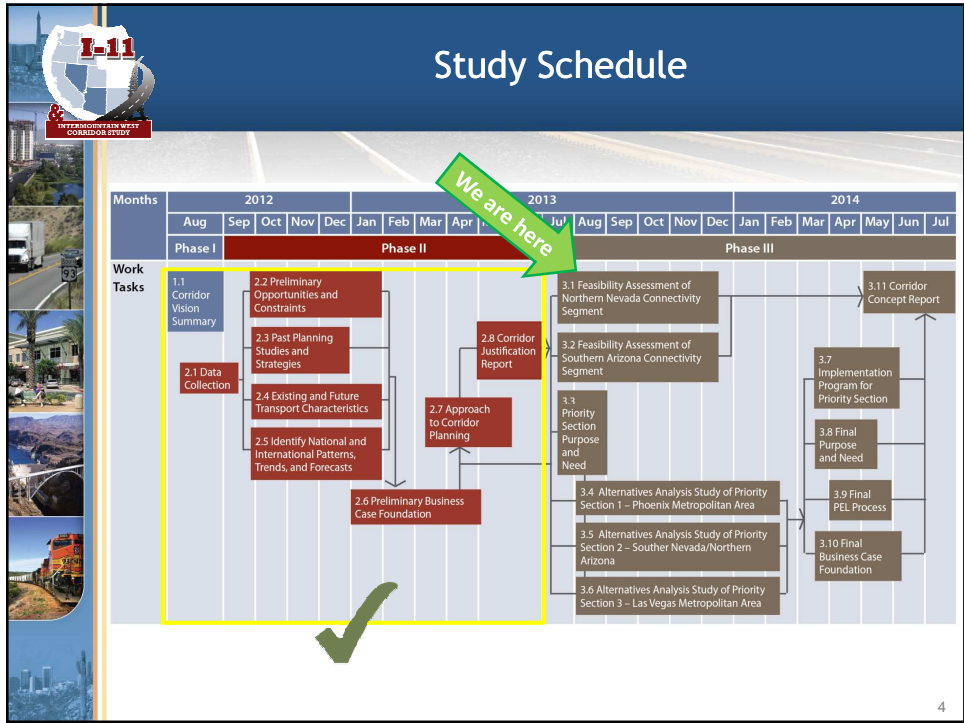 I-11
&
INTERMOUNTAIN WEST
CORRIDOR STUDY
Study Schedule
93
We are here
Months
2012
2013
2014
Aug
Sep
Oct
Nov
Dec
Jan
Feb
Mar
Apr
Jul
Aug
Sep
Oct
Nov
Dec
Jan
Feb
Mar
Apr
May
Jun
Jul
Phase I
Phase II
Phase III
Work
Tasks
1.1
Corridor
Vision
Summary
2.1 Data
Collection
2.2 Preliminary
Opportunities and
Constraints
2.3 Past Planning
Studies and
Strategies
2.4 Existing and Future
Transport Characteristics
2.5 Identify National and
International Patterns,
Trends, and Forecasts
2.6 Preliminary Business
Case Foundation
2.7 Approach
to Corridor
Planning
2.8 Corridor
Justification
Report
3.1 Feasibility Assessment of
Northern Nevada Connectivity
Segment
3.2 Feasibility Assessment of
Southern Arizona Connectivity
Segment
3.3
Priority
Section
Purpose
and
Need
3.4 Alternatives Analysis Study of Priority
Section 1 – Phoenix Metropolitan Area
3.5 Alternatives Analysis Study of Priority
Section 2 – Souther Nevada/Northern
Arizona
3.6 Alternatives Analysis Study of Priority
Section 3 – Las Vegas Metropolitan Area
3.7
Implementation
Program for
Priority Section
3.8 Final
Purpose
and Need
3.9 Final
PEL Process
3.10 Final
Business Case
Foundation
3.11 Corridor
Concept Report
4